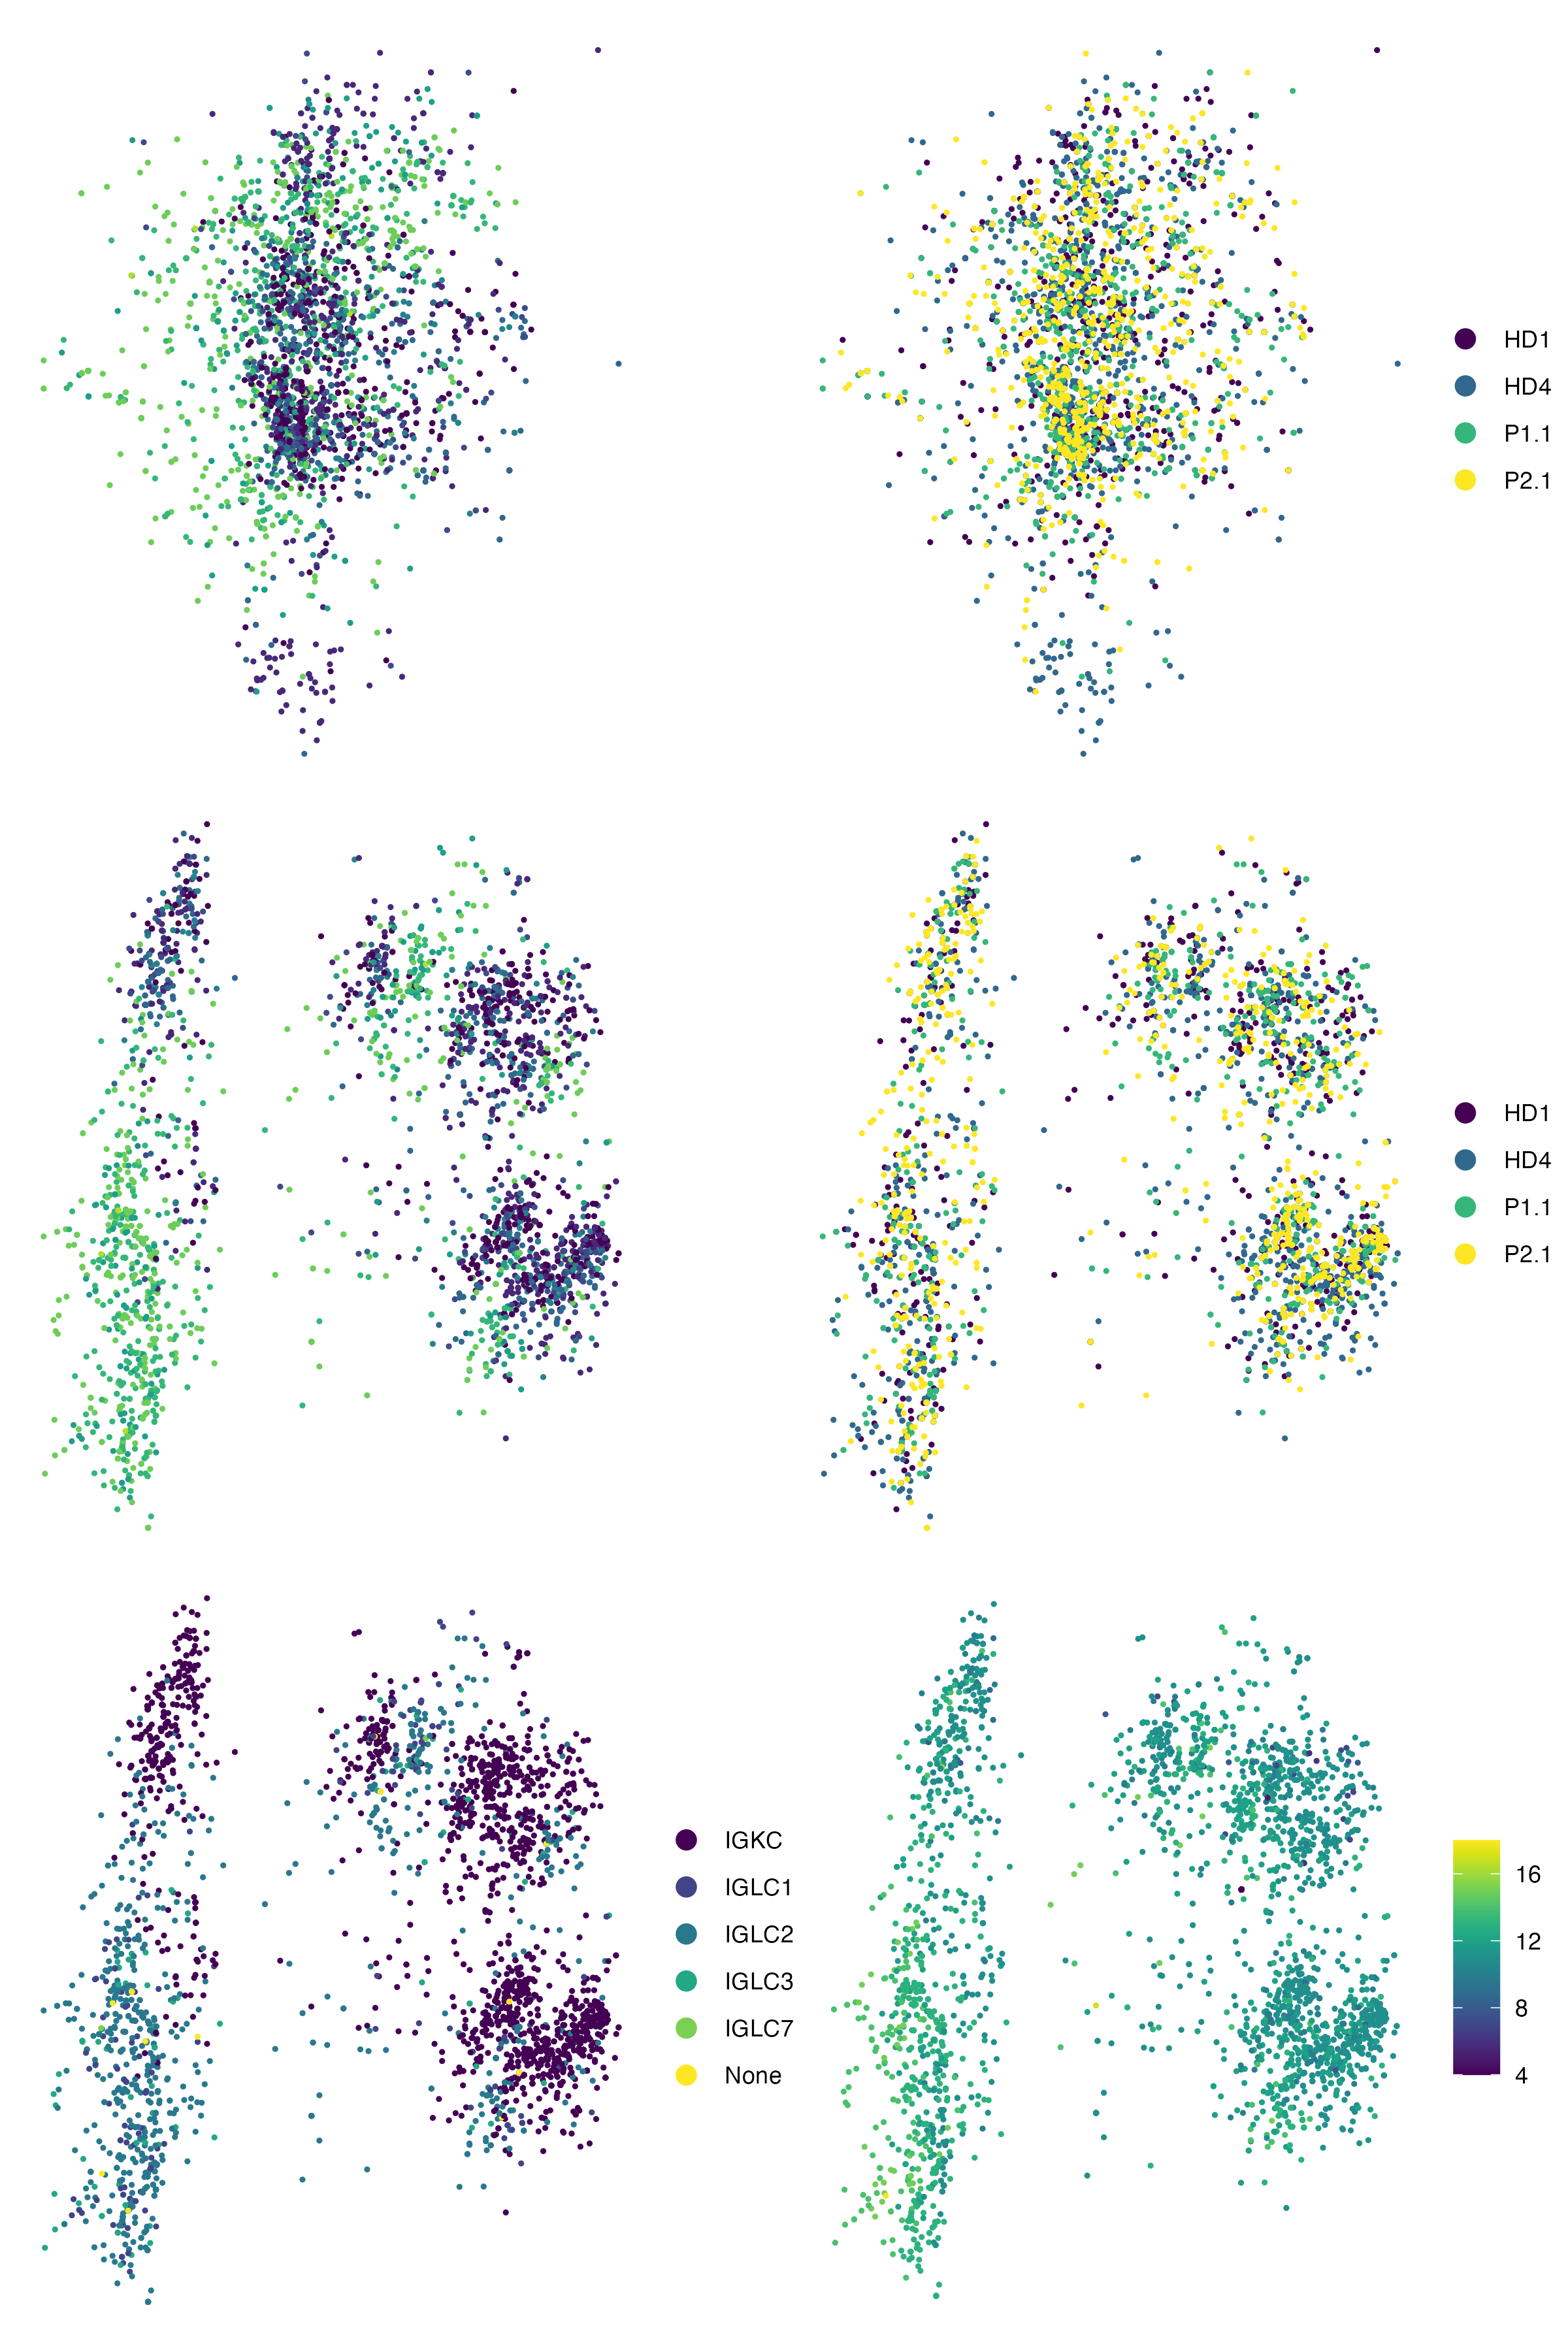 HD1
HD4
P1.1
P2.1
HD1
HD4
P1.1
P2.1
IGKC
IGLC1
IGLC2
IGLC3
IGLC7
None
16
12
8
4